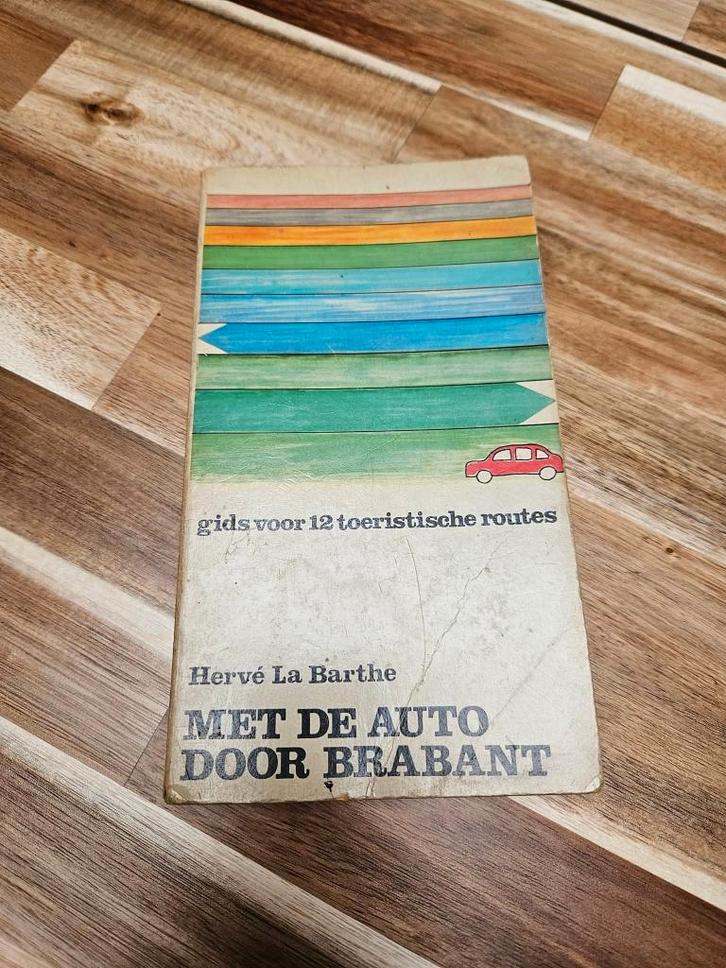 gids voor 12 toeristische routes
Hervé La Barthe
MET DE AUTO
DOOR BRABANT